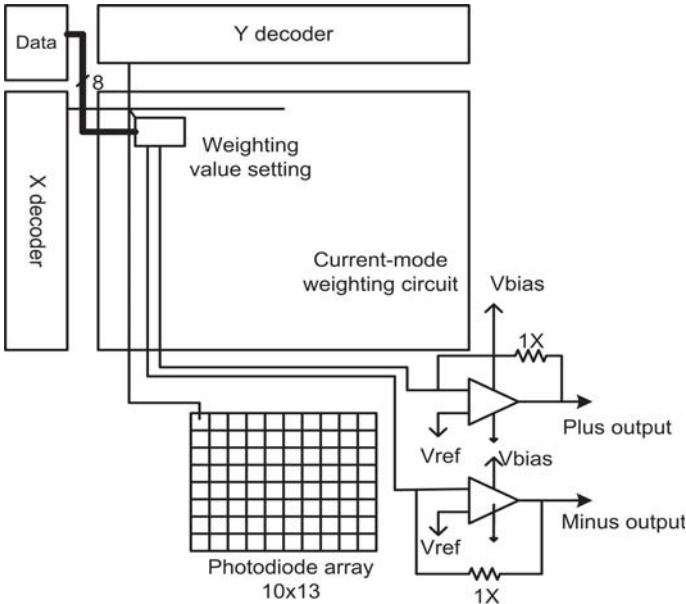 Data
Y decoder
8
X decoder
Weighting
value setting
Current-mode
weighting circuit
Vbias
1X
Vref
Plus output
Vbias
Vref
Minus output
1X
Photodiode array
10x13